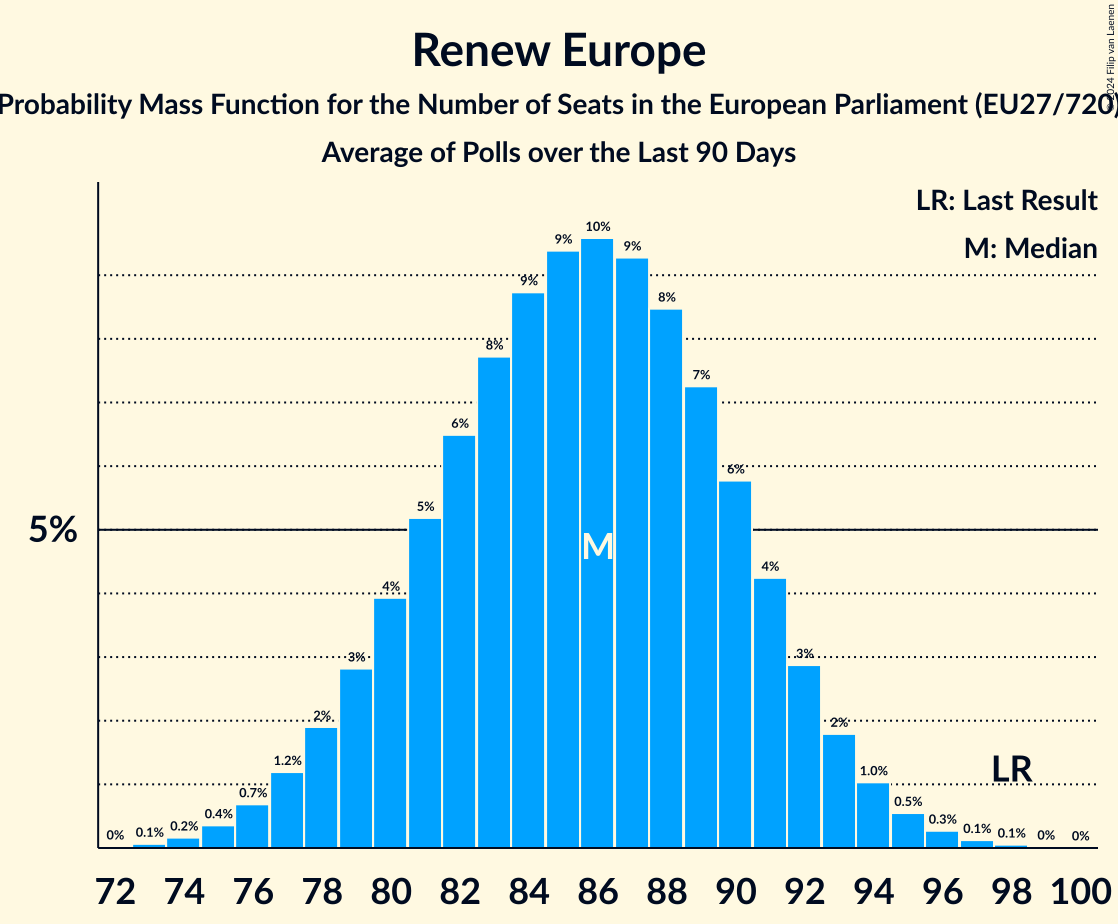 Renew Europe
Probability Mass Function for the Number of Seats in the European Parliament (EU27/720)
Average of Polls over the Last 90 Days
© 2024 Filip van Laenen
LR: Last Result
M: Median
5%
0% 0.1% 0.2% 0.4% 0.7% 1.2% 2% 3% 4% 5% 6% 8% 9% 9% 10% 9% 8% 7% 6% 4% 3% 2% 1.0% 0.5% 0.3% 0.1% 0.1% 0% 0%
M
LR
72 74 76 78 80 82 84 86 88 90 92 94 96 98 100